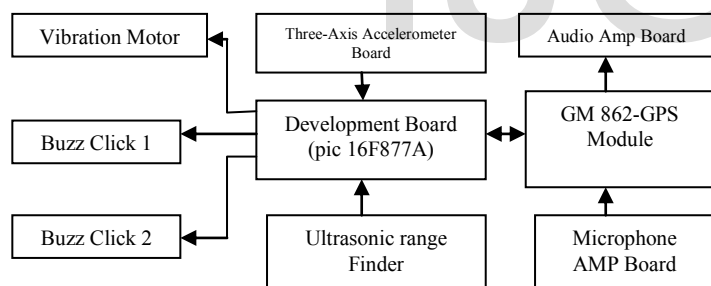 Vibration Motor
Three-Axis Accelerometer
Board
Audio Amp Board
Buzz Click 1
Development Board
(pic 16F877A)
GM 862-GPS
Module
Buzz Click 2
Ultrasonic range
Finder
Microphone
AMP Board